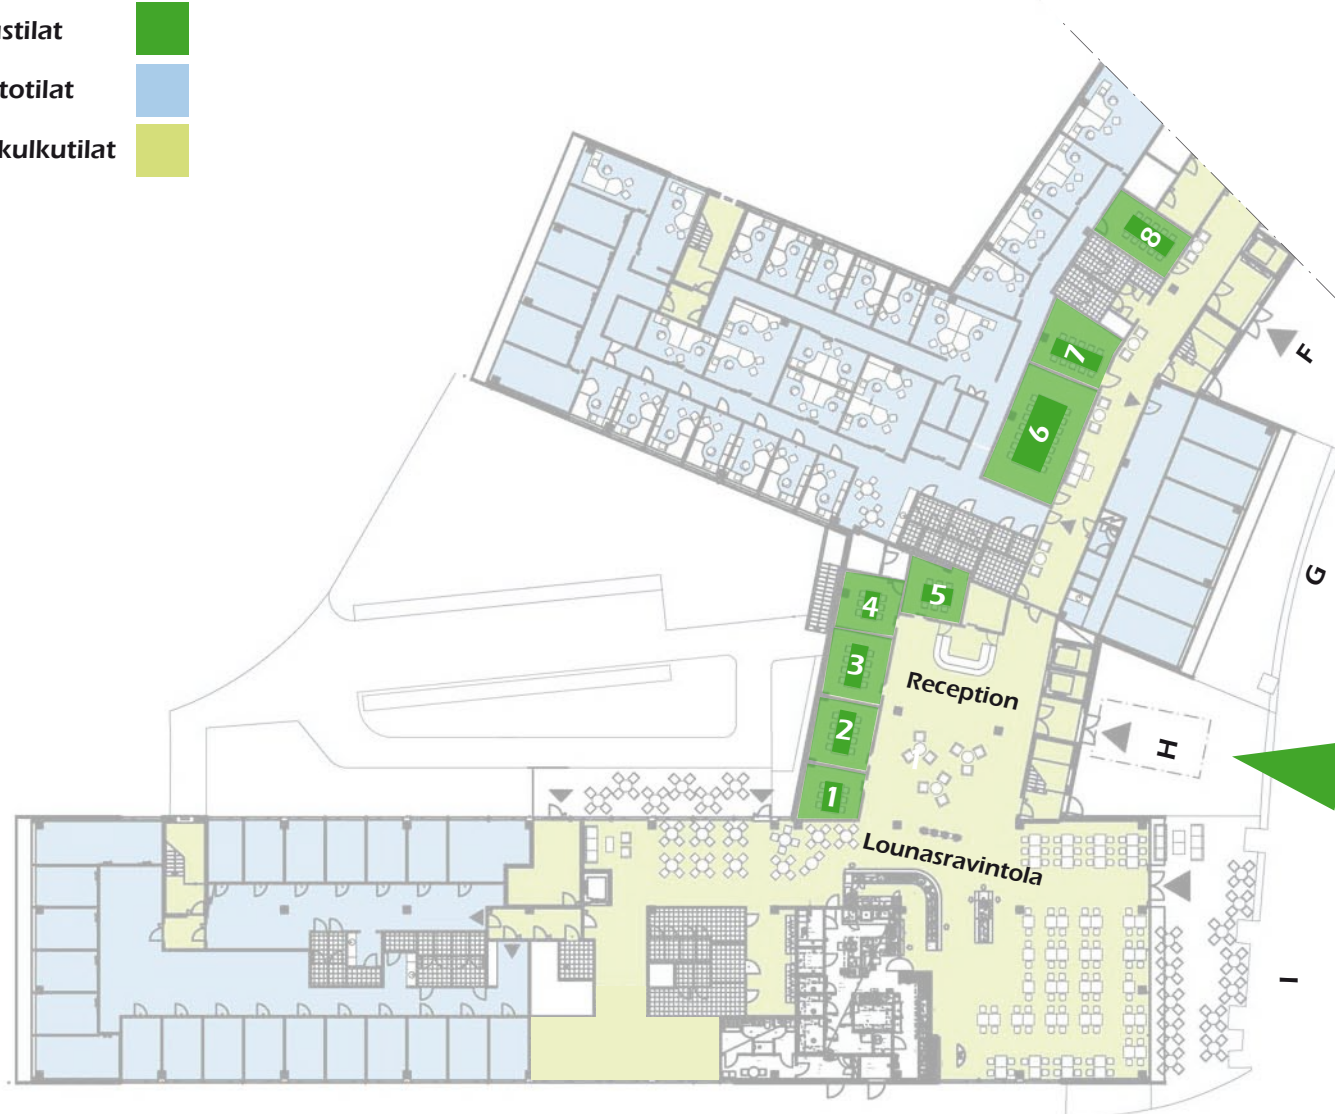 stilat
totilat
kulkutilat
8
7
F
6
G
5
4
3
Reception
2
H
1
Lounasravintola
I